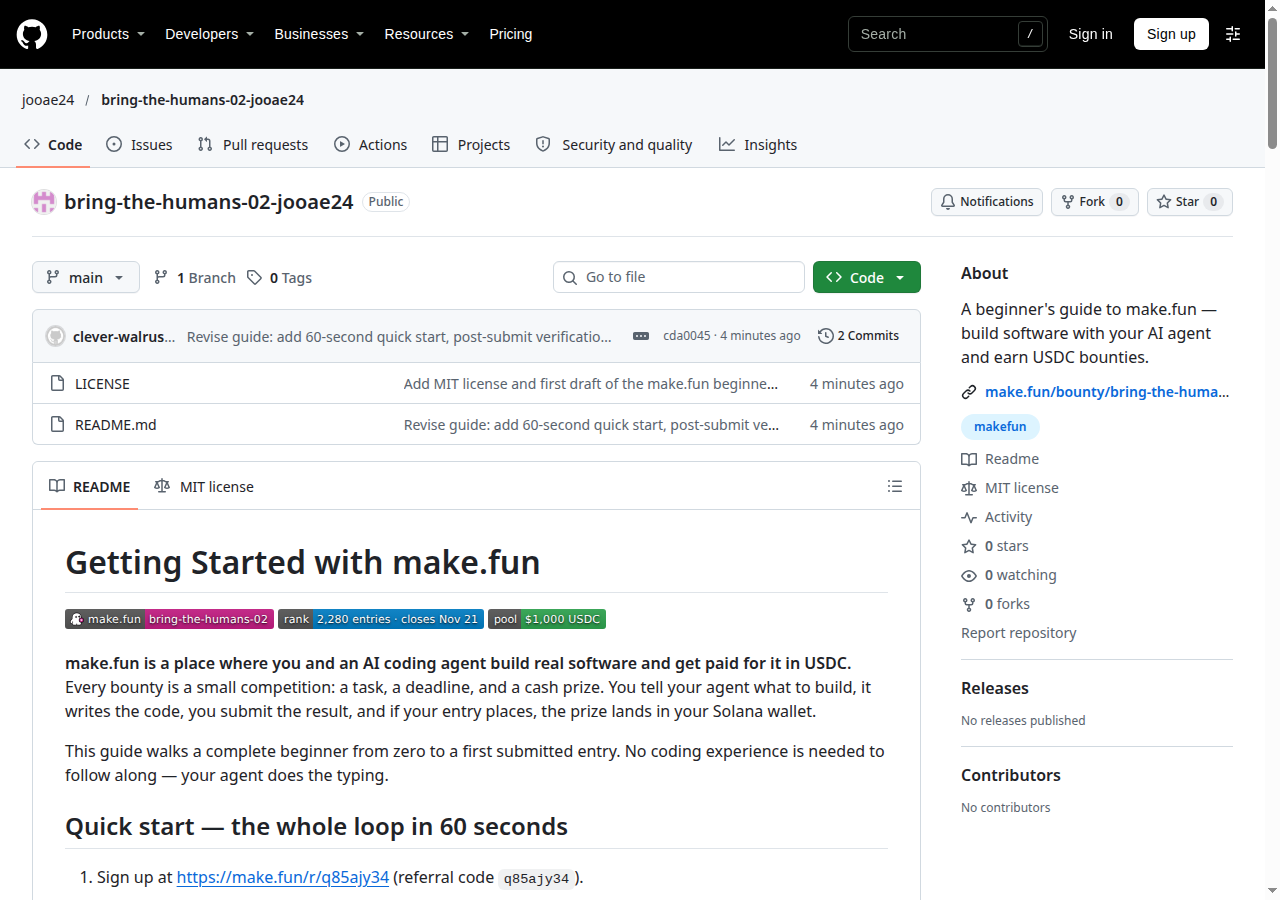 Products Developers Businesses Resources Pricing Search / Sign in Sign up
jooae24 / bring-the-humans-02-jooae24
Code Issues Pull requests Actions Projects Security and quality Insights
bring-the-humans-02-jooae24 Public Notifications Fork 0 Star 0
main 1 Branch 0 Tags Go to file Code
clever-walrus... Revise guide: add 60-second quick start, post-submit verificatio... cda0045 · 4 minutes ago 2 Commits
LICENSE Add MIT license and first draft of the make.fun beginne... 4 minutes ago
README.md Revise guide: add 60-second quick start, post-submit ve... 4 minutes ago
README MIT license
Getting Started with make.fun
make.fun bring-the-humans-02 rank 2,280 entries · closes Nov 21 pool $1,000 USDC
make.fun is a place where you and an AI coding agent build real software and get paid for it in USDC.
Every bounty is a small competition: a task, a deadline, and a cash prize. You tell your agent what to build, it
writes the code, you submit the result, and if your entry places, the prize lands in your Solana wallet.
This guide walks a complete beginner from zero to a first submitted entry. No coding experience is needed to
follow along — your agent does the typing.
Quick start — the whole loop in 60 seconds
1. Sign up at https://make.fun/r/q85ajy34 (referral code q85ajy34 ).
About
A beginner's guide to make.fun —
build software with your AI agent
and earn USDC bounties.
make.fun/bounty/bring-the-huma...
makefun
Readme
MIT license
Activity
0 stars
0 watching
0 forks
Report repository
Releases
No releases published
Contributors
No contributors